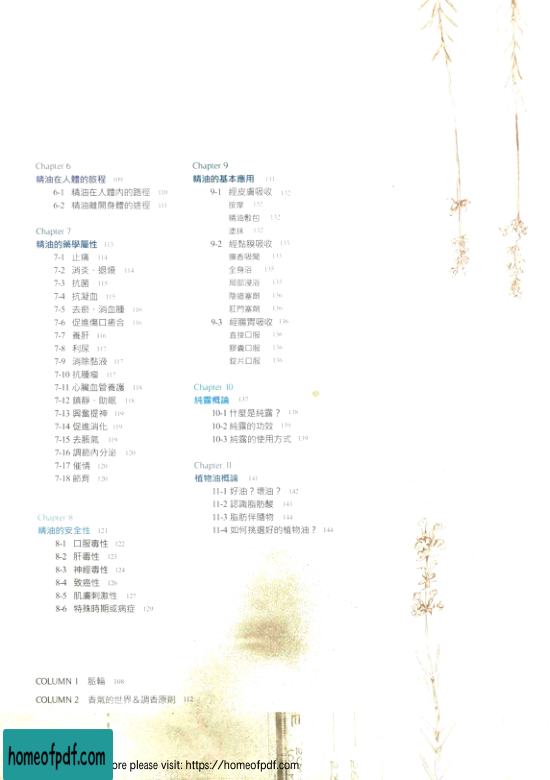 Chapter 6
精油在人體的旅程 109
6-1 精油在人體內的路徑 110
6-2 精油離開身體的途徑 111
Chapter 7
精油的藥學屬性 113
7-1 止痛 114
7-2 消炎、退燒 114
7-3 抗菌 115
7-4 抗凝血 115
7-5 去瘀、消血腫 116
7-6 促進傷口癒合 116
7-7 養肝 116
7-8 利尿 117
7-9 消除黏液 117
7-10 抗腫瘤 117
7-11 心臟血管養護 118
7-12 鎮靜、助眠 118
7-13 興奮提神 119
7-14 促進消化 119
7-15 去脹氣 119
7-16 調節內分泌 120
7-17 催情 120
7-18 節育 120
Chapter 8
精油的安全性 121
8-1 口服毒性 122
8-2 肝毒性 123
8-3 神經毒性 124
8-4 致癌性 126
8-5 肌膚刺激性 127
8-6 特殊時期或病症 129
COLUMN 1 脈輪 108
COLUMN 2 香氣的世界&調香原則 112
Chapter 9
精油的基本應用 131
9-1 經皮膚吸收 132
按摩 132
精油敷包 132
塗抹 132
9-2 經黏膜吸收 133
擴香吸聞 133
全身浴 135
局部浸浴 135
陰道塞劑 136
肛門塞劑 136
9-3 經腸胃吸收 136
直接口服 136
膠囊口服 136
錠片口服 136
Chapter 10
純露概論 137
10-1 什麼是純露? 138
10-2 純露的功效 139
10-3 純露的使用方式 139
Chapter 11
植物油概論 141
11-1 好油?壞油? 142
11-2 認識脂肪酸 143
11-3 脂肪伴隨物 144
11-4 如何挑選好的植物油? 144
homeofpdf.com
ore please visit: https://homeofpdf.com